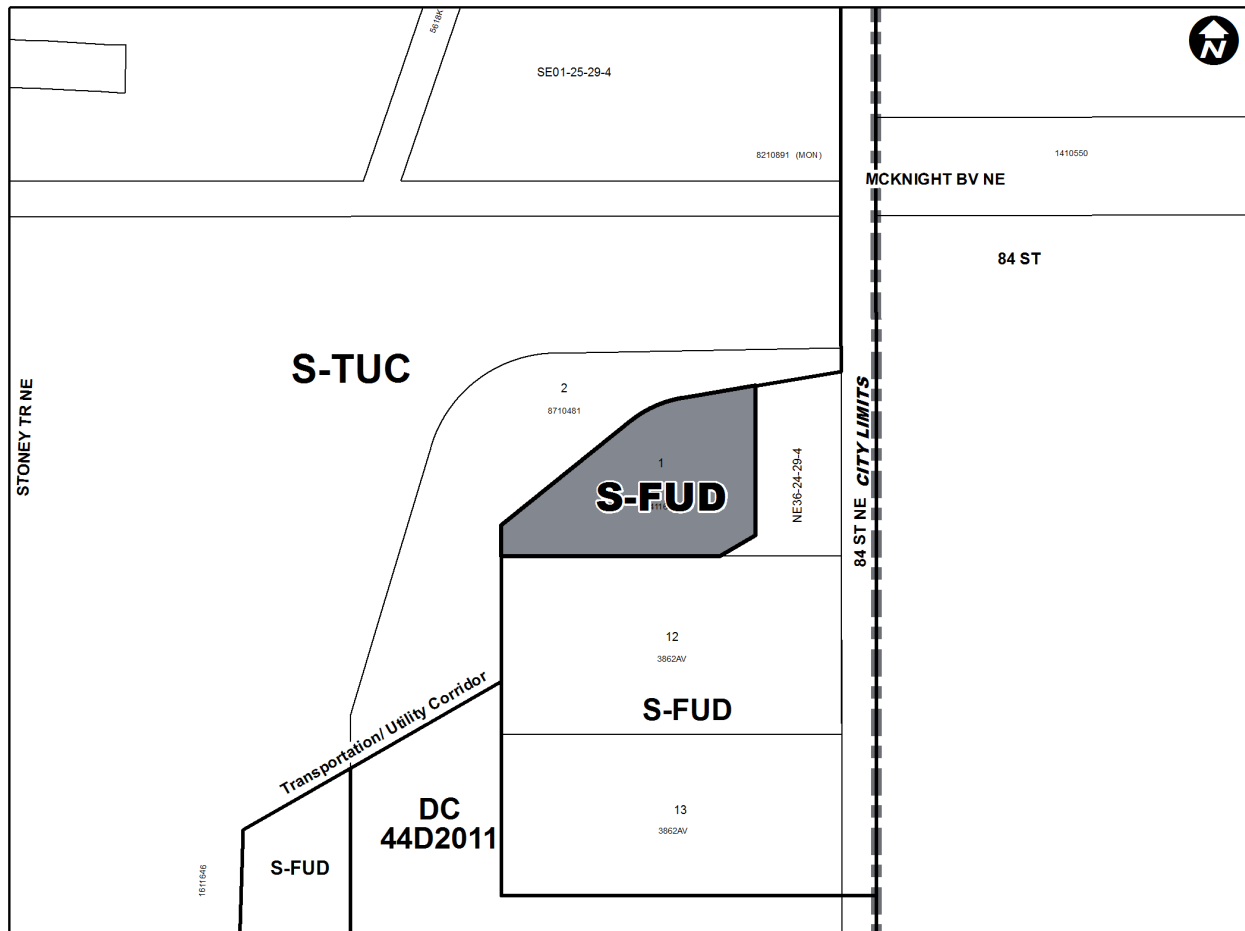 5618K
N
SE01-25-29-4
8210891 (MON)
1410550
MCKNIGHT BV NE
84 ST
S-TUC
STONEY TR NE
2
8710481
CITY LIMITS
84 ST NE
NE36-24-29-4
1
S-FUD
12
3862AV
S-FUD
Transportation/ Utility Corridor
DC
44D2011
13
3862AV
S-FUD
1611646